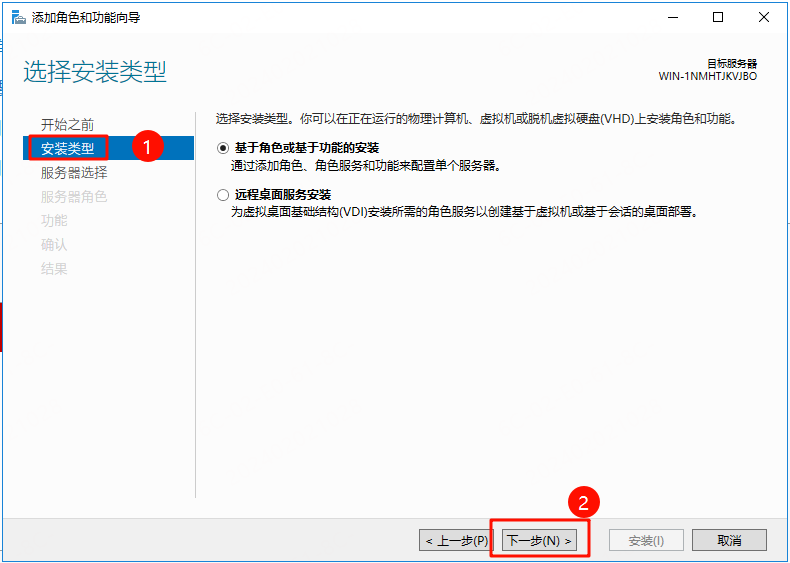 添加角色和功能向导
选择安装类型
目标服务器
WIN-1NMHTJKVJBO
开始之前
安装类型
1
服务器选择
服务器角色
功能
确认
结果
选择安装类型。你可以在正在运行的物理计算机、虚拟机或脱机虚拟硬盘(VHD)上安装角色和功能。
基于角色或基于功能的安装
通过添加角色、角色服务和功能来配置单个服务器。
远程桌面服务安装
为虚拟桌面基础结构(VDI)安装所需的角色服务以创建基于虚拟机或基于会话的桌面部署。
2
< 上一步(P)
下一步(N) >
安装(I)
取消